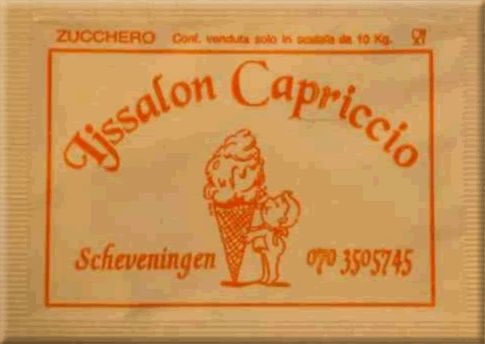 ZUCCHERO Conf. venduta solo in scatola da 10 Kg.
Ijssalon Capriccio
Scheveningen 070 3505745